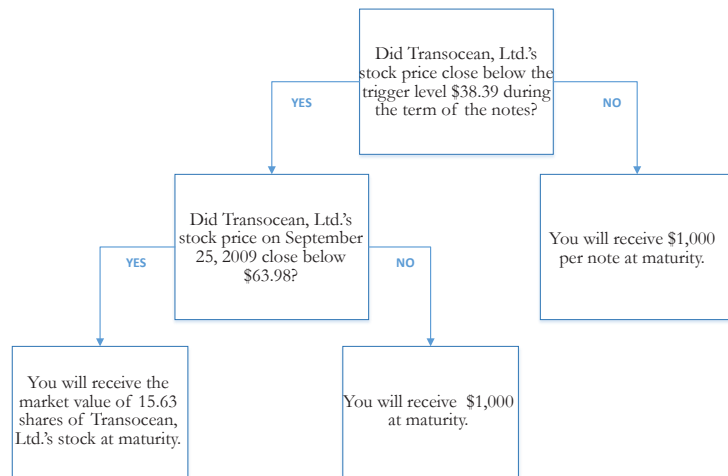 Did Transocean, Ltd.'s
stock price close below the
trigger level $38.39 during
the term of the notes?
YES
NO
Did Transocean, Ltd.'s
stock price on September
25, 2009 close below
$63.98?
You will receive $1,000
per note at maturity.
YES
NO
You will receive the
market value of 15.63
shares of Transocean,
Ltd.'s stock at maturity.
You will receive $1,000
at maturity.